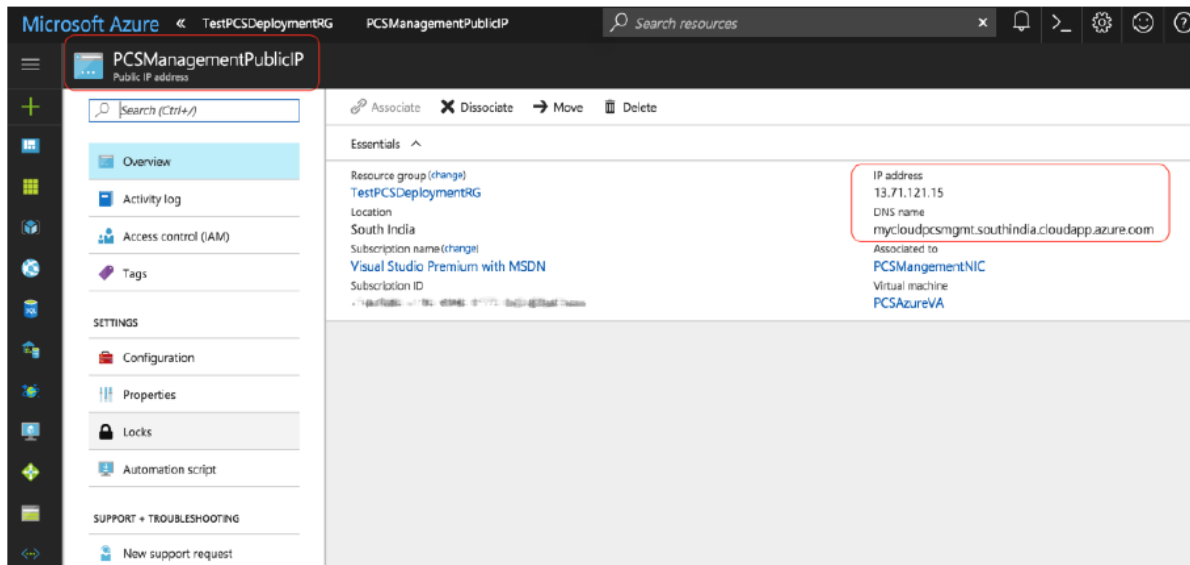 Microsoft Azure « TestPCSDeploymentRG PCSManagementPublicIP Search resources
PCSManagementPublicIP
Public IP address
Search (Ctrl+/)
Overview
Activity log
Access control (IAM)
Tags
SETTINGS
Configuration
Properties
Locks
Automation script
SUPPORT + TROUBLESHOOTING
New support request
Associate Dissociate Move Delete
Essentials
Resource group (change)
TestPCSDeploymentRG
Location
South India
Subscription name (change)
Visual Studio Premium with MSDN
Subscription ID
IP address
13.71.121.15
DNS name
mycloudpcsmgmt.southindia.cloudapp.azure.com
Associated to
PCSMangementNIC
Virtual machine
PCSAzureVA